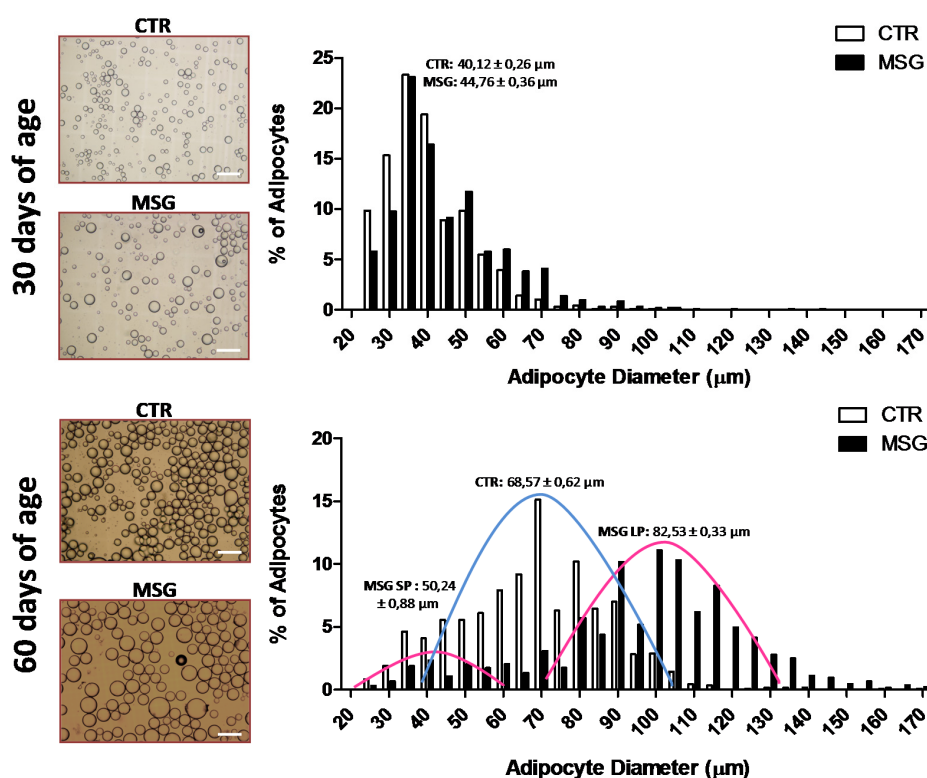 30 days of age
CTR
MSG
% of Adipocytes
25
20
15
10
5
0
CTR: 40,12 ± 0,26 µm
MSG: 44,76 ± 0,36 µm
CTR
MSG
20 30 40 50 60 70 80 90 100 110 120 130 140 150 160 170
Adipocyte Diameter (µm)
60 days of age
CTR
MSG
% of Adipocytes
20
15
10
5
0
CTR: 68,57 ± 0,62 µm
MSG LP: 82,53 ± 0,33 µm
MSG SP : 50,24
± 0,88 µm
CTR
MSG
20 30 40 50 60 70 80 90 100 110 120 130 140 150 160 170
Adipocyte Diameter (µm)